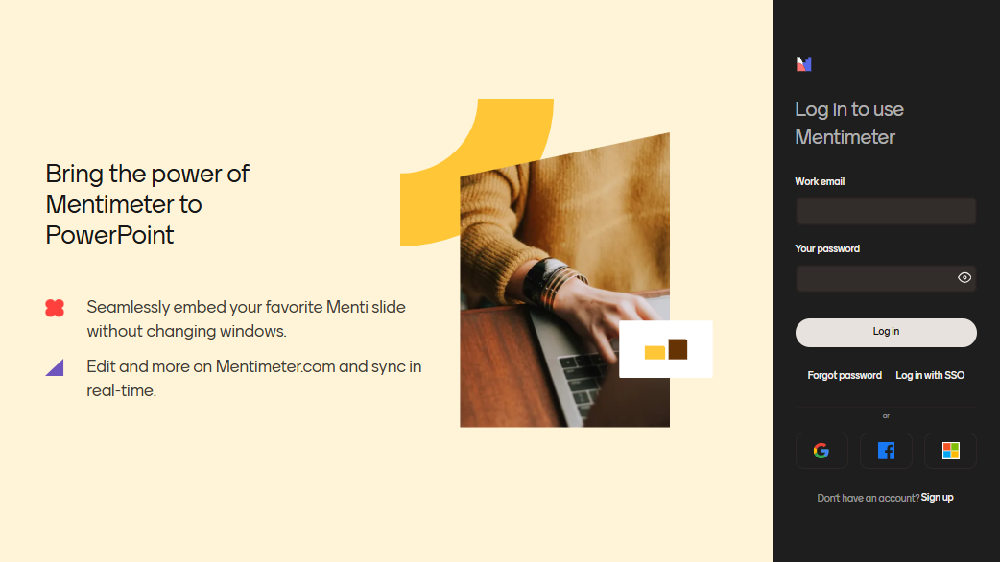 Bring the power of
Mentimeter to
PowerPoint
Seamlessly embed your favorite Menti slide
without changing windows.
Edit and more on Mentimeter.com and sync in
real-time.
Log in to use
Mentimeter
Work email
Your password
Log in
Forgot password Log in with SSO
or
Don't have an account? Sign up